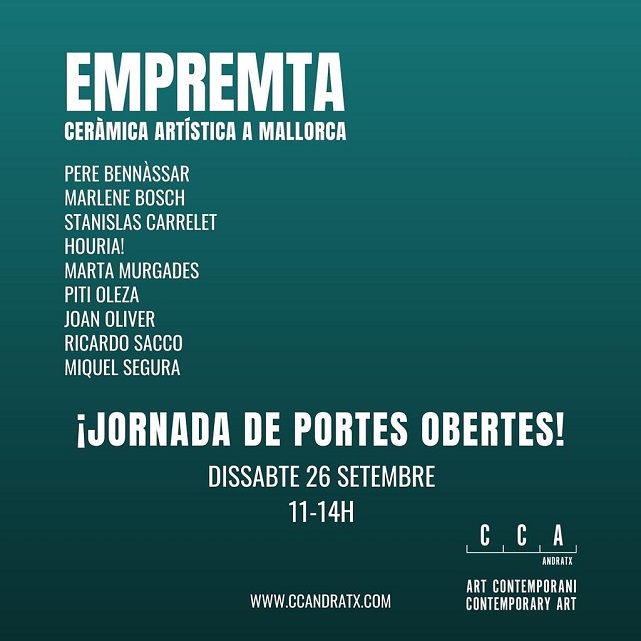 EMPREMTA
CERÀMICA ARTÍSTICA A MALLORCA
PERE BENNÀSSAR
MARLENE BOSCH
STANISLAS CARRELET
HOURIA!
MARTA MURGADES
PITI OLEZA
JOAN OLIVER
RICARDO SACCO
MIQUEL SEGURA
¡JORNADA DE PORTES OBERTES!
DISSABTE 26 SETEMBRE
11-14H
C C A
ANDRATX
ART CONTEMPORANI
CONTEMPORARY ART
WWW.CCANDRATX.COM